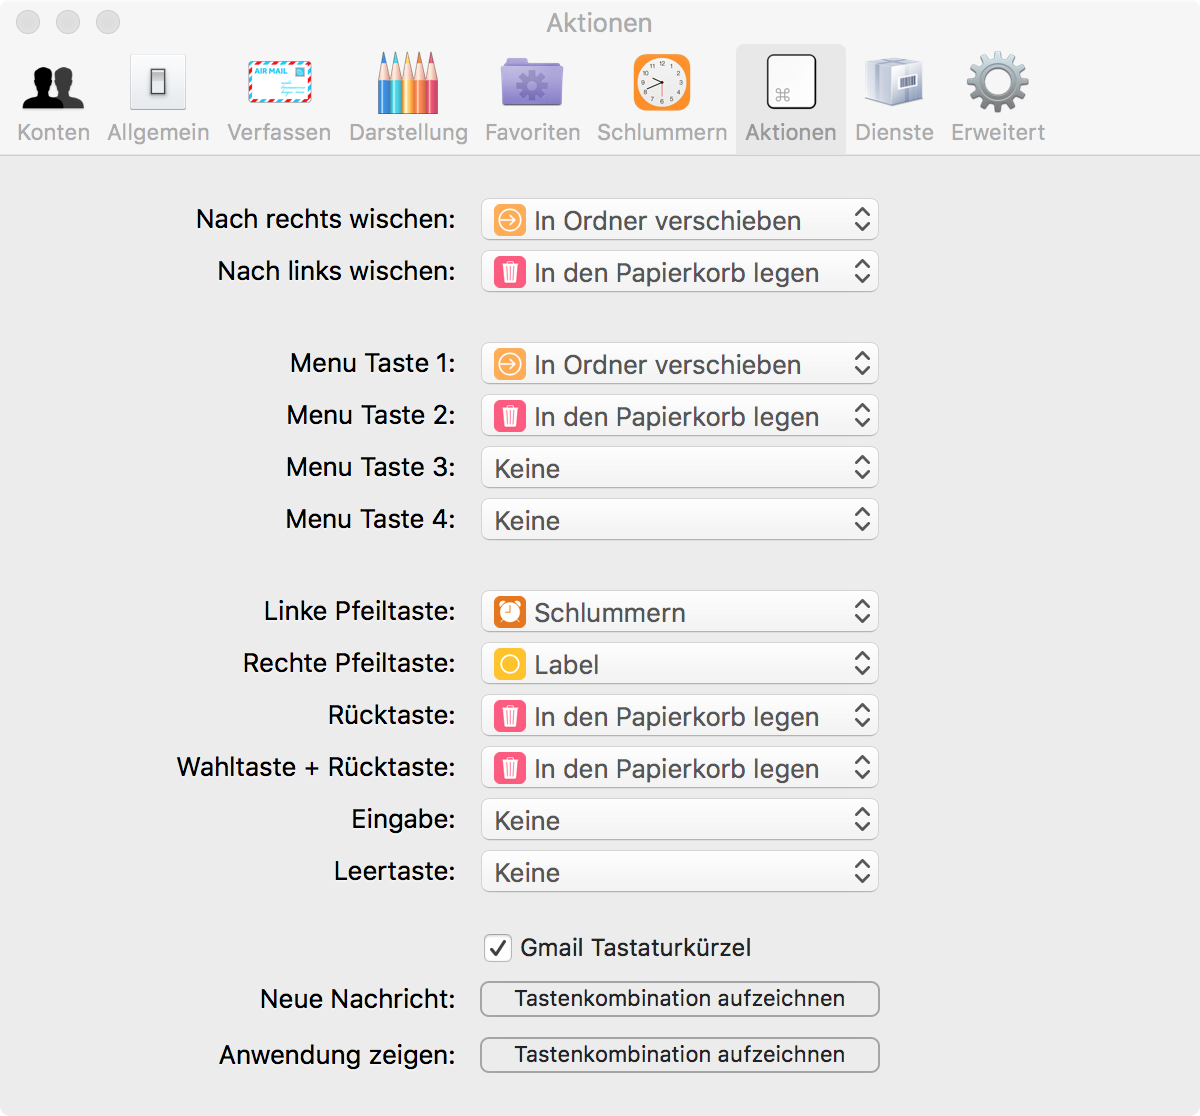 Aktionen
Konten Allgemein Verfassen Darstellung Favoriten Schlummern Aktionen Dienste Erweitert
AIR MAIL
Nach rechts wischen: In Ordner verschieben
Nach links wischen: In den Papierkorb legen
Menu Taste 1: In Ordner verschieben
Menu Taste 2: In den Papierkorb legen
Menu Taste 3: Keine
Menu Taste 4: Keine
Linke Pfeiltaste: Schlummern
Rechte Pfeiltaste: Label
Rücktaste: In den Papierkorb legen
Wahltaste + Rücktaste: In den Papierkorb legen
Eingabe: Keine
Leertaste: Keine
Gmail Tastaturkürzel
Neue Nachricht: Tastenkombination aufzeichnen
Anwendung zeigen: Tastenkombination aufzeichnen